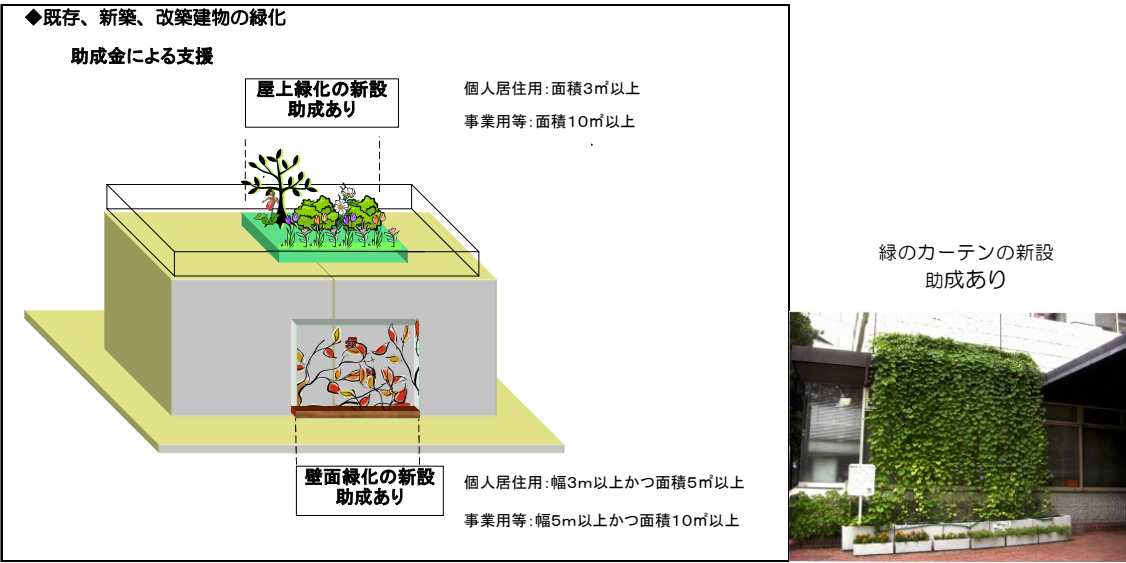 ◆既存、新築、改築建物の緑化
助成金による支援
屋上緑化の新設
助成あり
個人居住用：面積3㎡以上
事業用等：面積10㎡以上
緑のカーテンの新設
助成あり
壁面緑化の新設
助成あり
個人居住用：幅3m以上かつ面積5㎡以上
事業用等：幅5m以上かつ面積10㎡以上